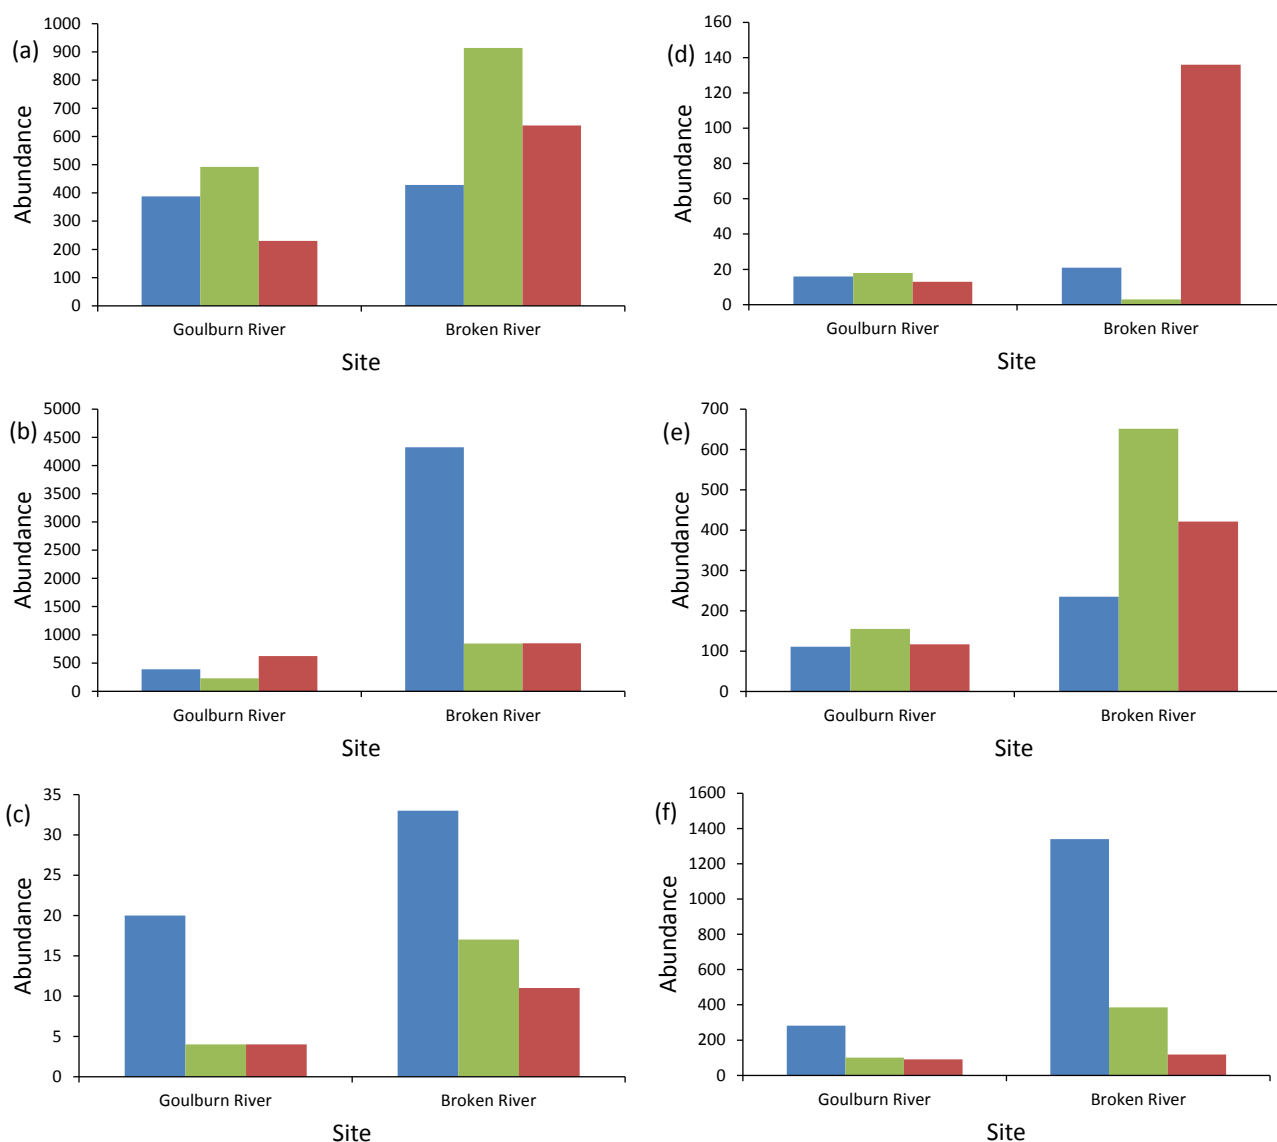 (a)
Abundance
1000
900
800
700
600
500
400
300
200
100
0
Goulburn River Broken River
Site
(d)
Abundance
160
140
120
100
80
60
40
20
0
Goulburn River Broken River
Site
(b)
Abundance
5000
4500
4000
3500
3000
2500
2000
1500
1000
500
0
Goulburn River Broken River
Site
(e)
Abundance
700
600
500
400
300
200
100
0
Goulburn River Broken River
Site
(c)
Abundance
35
30
25
20
15
10
5
0
Goulburn River Broken River
Site
(f)
Abundance
1600
1400
1200
1000
800
600
400
200
0
Goulburn River Broken River
Site